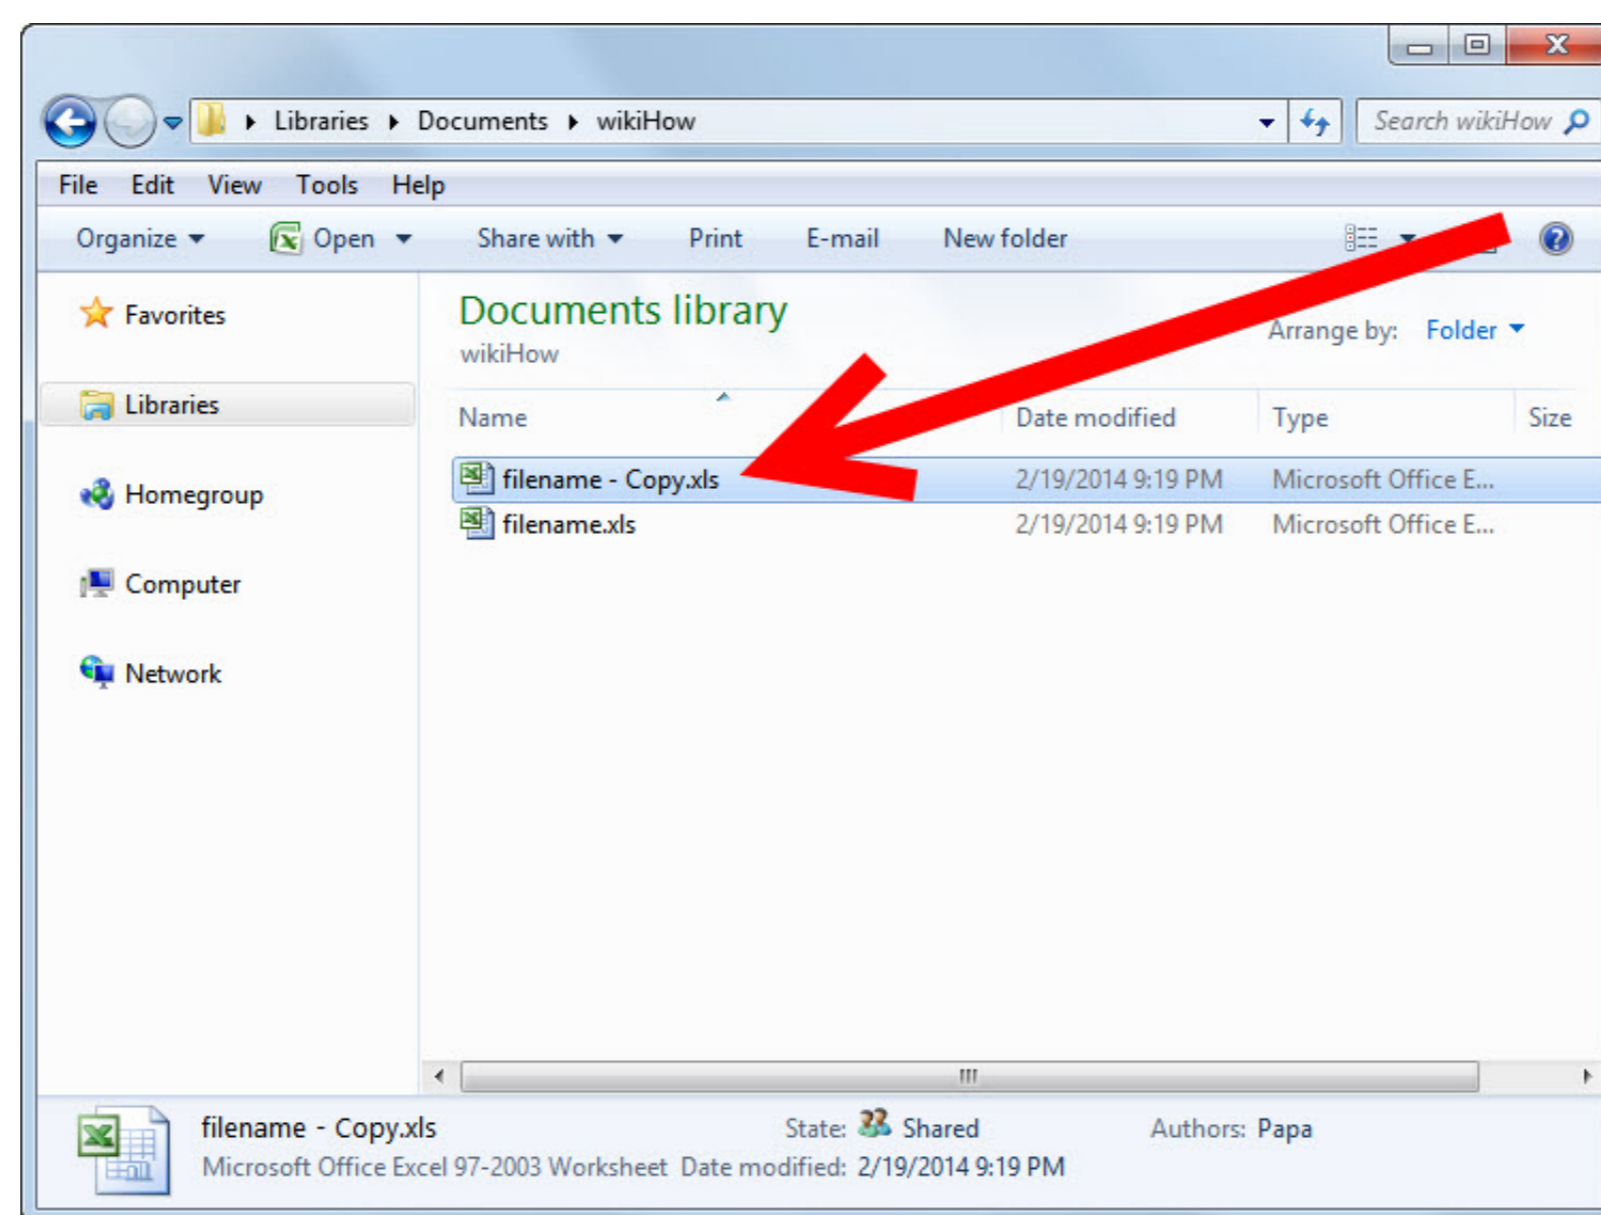 Libraries Documents wikiHow Search wikiHow
File Edit View Tools Help
Organize Open Share with Print E-mail New folder
Favorites
Libraries
Homegroup
Computer
Network
Documents library
wikiHow
Arrange by: Folder
Name Date modified Type Size
filename - Copy.xls 2/19/2014 9:19 PM Microsoft Office E...
filename.xls 2/19/2014 9:19 PM Microsoft Office E...
filename - Copy.xls State: Shared Authors: Papa
Microsoft Office Excel 97-2003 Worksheet Date modified: 2/19/2014 9:19 PM